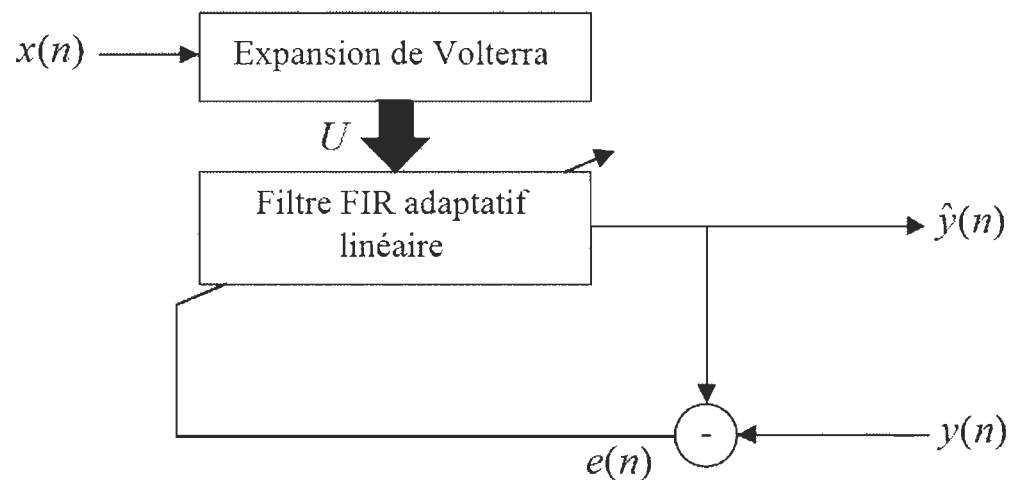 x(n)
Expansion de Volterra
U
Filtre FIR adaptatif
linéaire
ŷ(n)
-
y(n)
e(n)